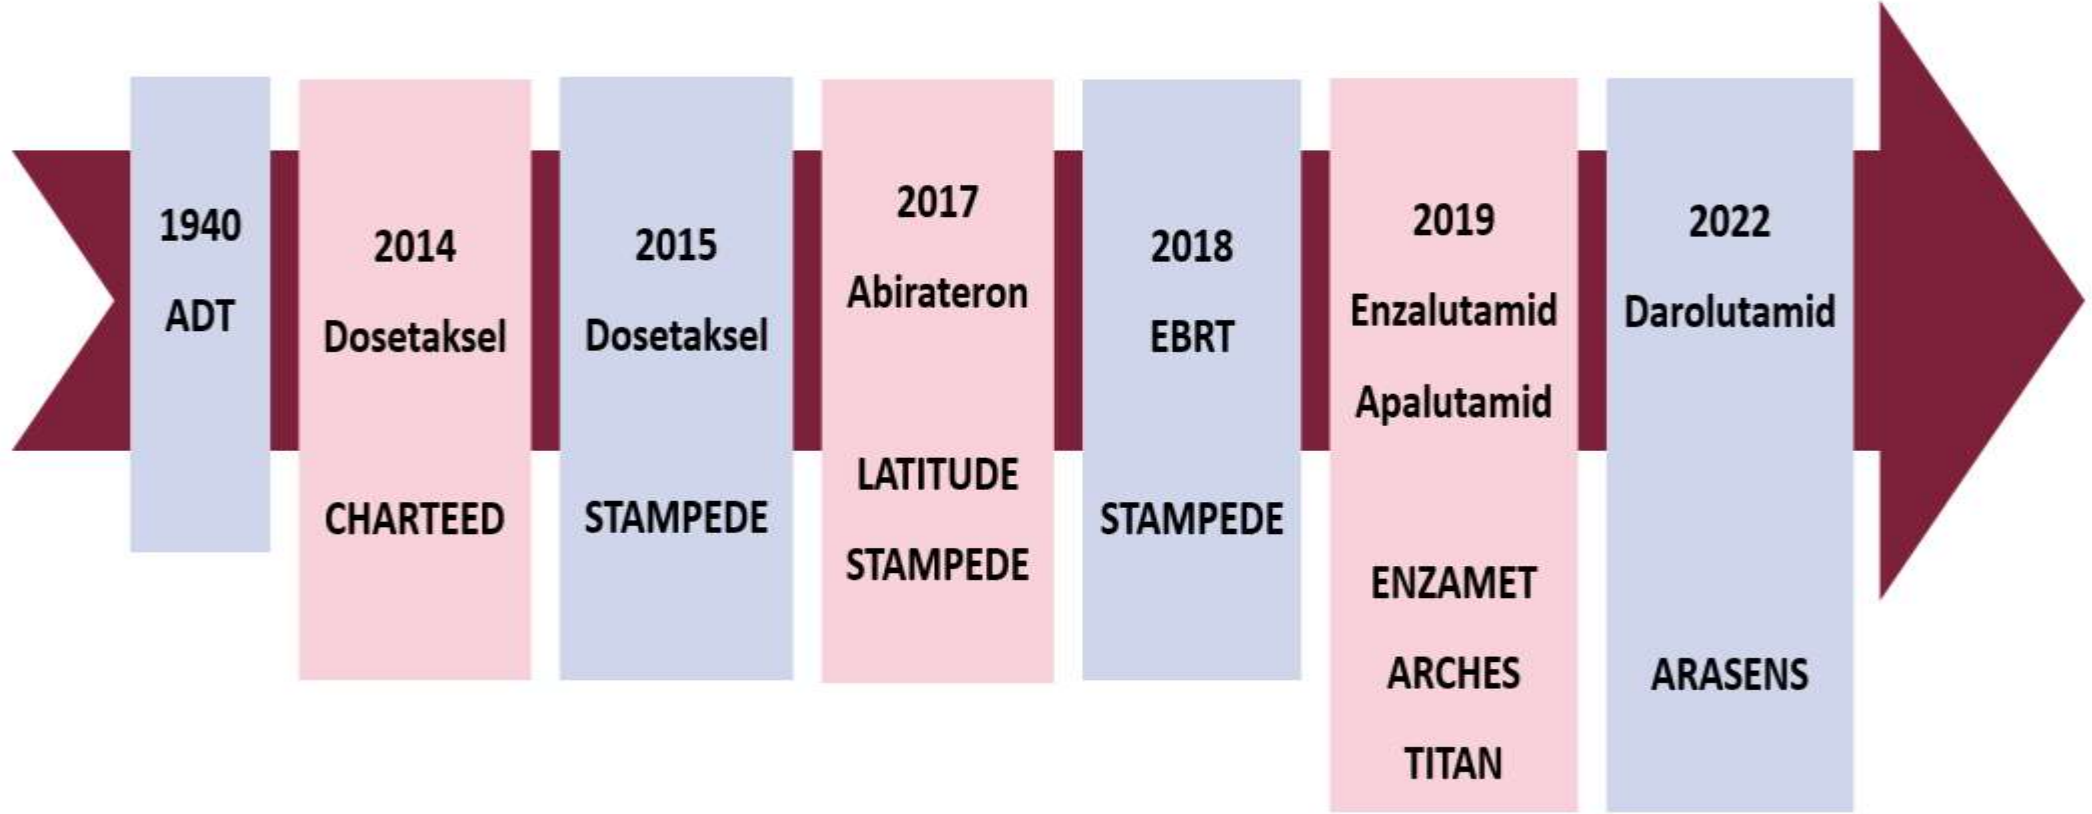 1940
ADT
2014
Dosetaksel
CHARTEED
2015
Dosetaksel
STAMPEDE
2017
Abirateron
LATITUDE
STAMPEDE
2018
EBRT
STAMPEDE
2019
Enzalutamid
Apalutamid
ENZAMET
ARCHES
TITAN
2022
Darolutamid
ARASENS